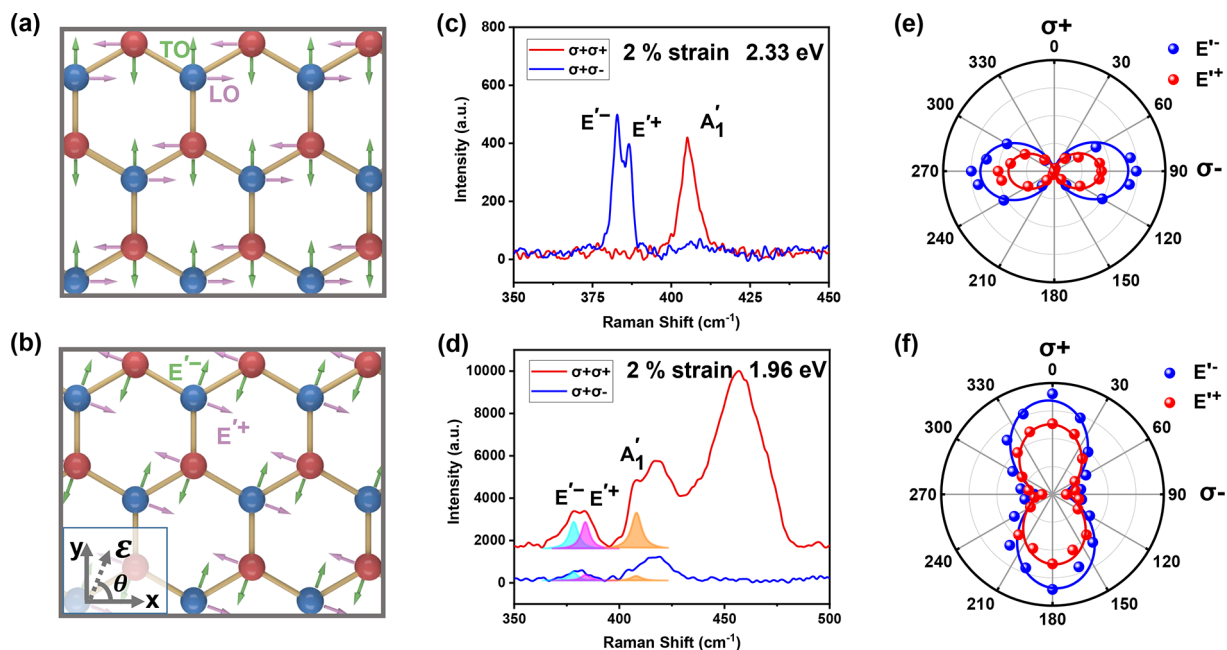 (a)
TO
LO
(b)
E′−
E′+
y
ε
θ
x
(c)
800
600
400
200
0
Intensity (a.u.)
σ+σ+
σ+σ-
2 % strain 2.33 eV
E′−
E′+
A′1
350
375
400
425
450
Raman Shift (cm-1)
(d)
10000
8000
6000
4000
2000
0
Intensity (a.u.)
σ+σ+
σ+σ-
2 % strain 1.96 eV
A′1
E′−
E′+
350
400
450
500
Raman Shift (cm-1)
(e)
σ+
E'-
E'+
0
30
60
90
σ-
120
150
180
210
240
270
300
330
(f)
σ+
E'-
E'+
0
30
60
90
σ-
120
150
180
210
240
270
300
330